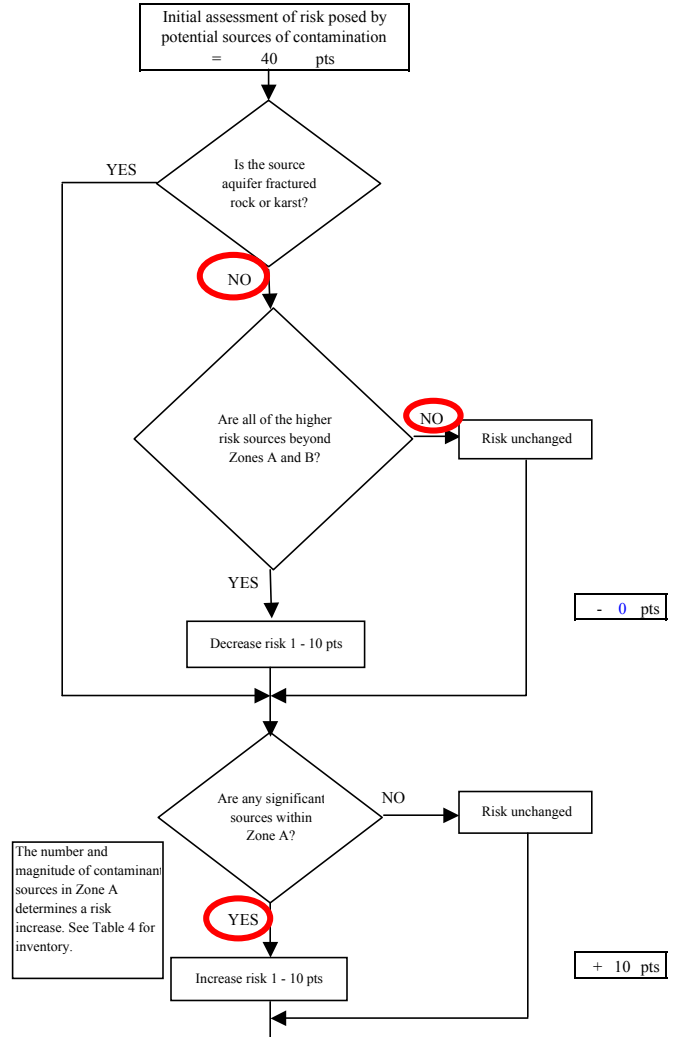 Initial assessment of risk posed by
potential sources of contamination
= 40 pts
YES
Is the source
aquifer fractured
rock or karst?
NO
Are all of the higher
risk sources beyond
Zones A and B?
NO
Risk unchanged
YES
- 0 pts
Decrease risk 1 - 10 pts
Are any significant
sources within
Zone A?
NO
Risk unchanged
The number and
magnitude of contaminant
sources in Zone A
determines a risk
increase. See Table 4 for
inventory.
YES
Increase risk 1 - 10 pts
+ 10 pts